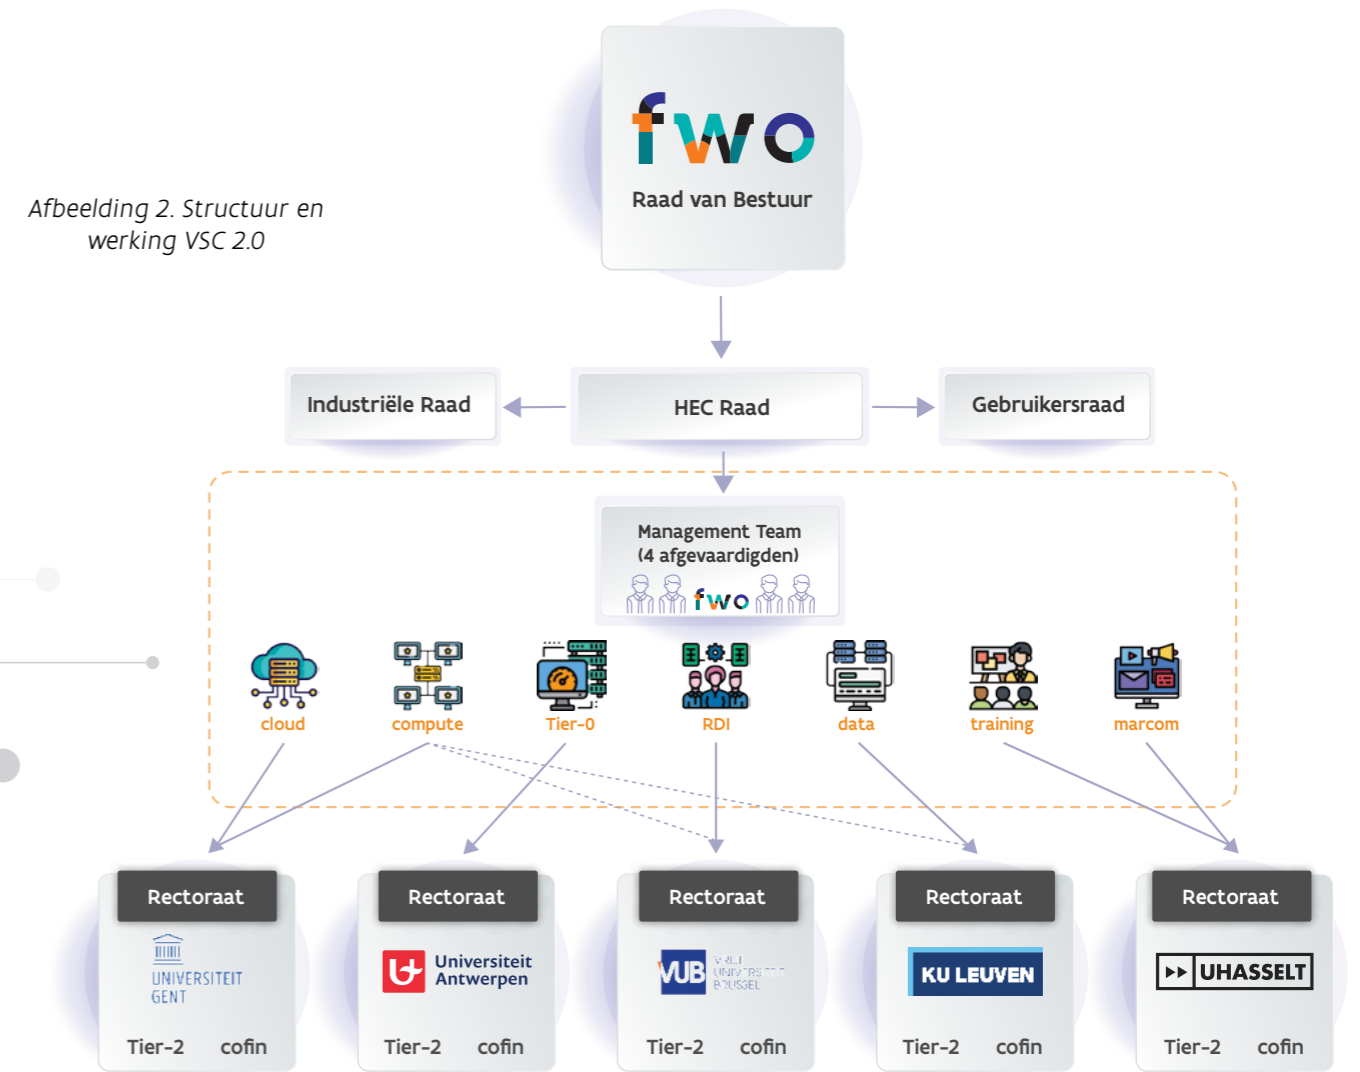 fwo
Raad van Bestuur
Afbeelding 2. Structuur en
werking VSC 2.0
Industriële Raad
HEC Raad
Gebruikersraad
Management Team
(4 afgevaardigden)
fwo
cloud
compute
Tier-0
RDI
data
training
marcom
Rectoraat
UNIVERSITEIT
GENT
Tier-2 cofin
Rectoraat
Universiteit
Antwerpen
Tier-2 cofin
Rectoraat
VUB
VRIJE
UNIVERSITEIT
BRUSSEL
Tier-2 cofin
Rectoraat
KU LEUVEN
Tier-2 cofin
Rectoraat
UHASSELT
Tier-2 cofin